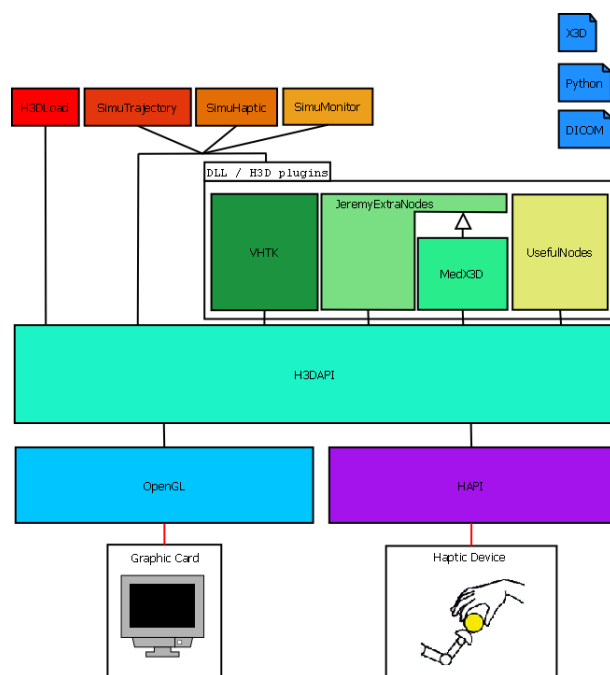 X3D
Python
DICOM
H3DLoad
SimuTrajectory
SimuHaptic
SimuMonitor
DLL / H3D plugins
JeremyExtraNodes
VHTK
MedX3D
UsefulNodes
H3DAPI
OpenGL
HAPI
Graphic Card
Haptic Device